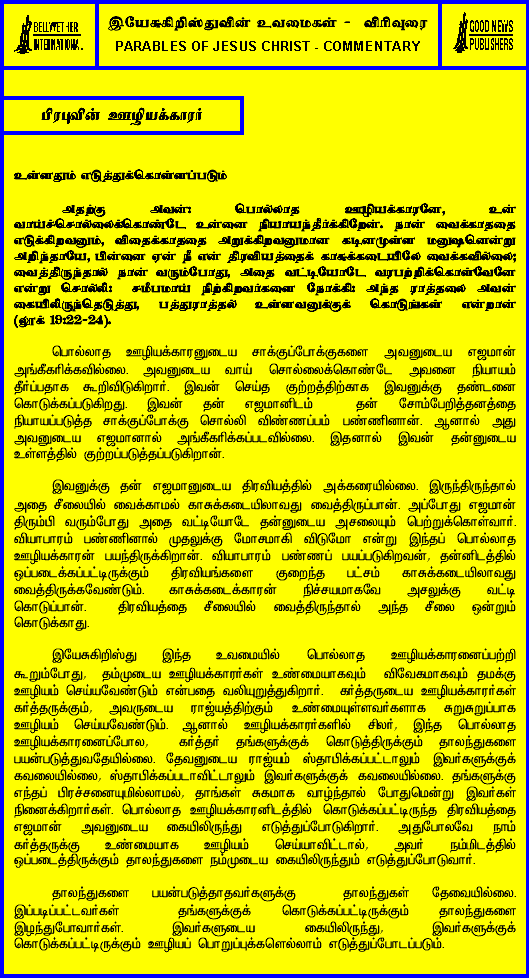 BELLWETHER
INTERNATIONAL
இயேசுகிறிஸ்துவின் உவமைகள் - விரிவுரை
PARABLES OF JESUS CHRIST - COMMENTARY
GOOD NEWS
PUBLISHERS
பிரபுவின் ஊழியக்காரர்
உள்ளதும் எடுத்துக்கொள்ளப்படும்
அதற்கு அவன்: பொல்லாத ஊழியக்காரனே, உன்
வாய்ச்சொல்லைக்கொண்டே உன்னை நியாயந்தீர்க்கிறேன். நான் வைக்காததை
எடுக்கிறவனும், விதைக்காததை அறுக்கிறவனுமான கடினமுள்ள மனுஷனென்று
அறிந்தாயே, பின்னை ஏன் நீ என் திரவியத்தைக் காசுக்கடையிலே வைக்கவில்லை;
வைத்திருந்தால் நான் வரும்போது, அதை வட்டியோடே வரப்பற்றிக்கொள்வேனே
என்று சொல்லி: சமீபமாய் நிற்கிறவர்களை நோக்கி: அந்த ராத்தலை அவன்
கையிலிருந்தெடுத்து, பத்துராத்தல் உள்ளவனுக்குக் கொடுங்கள் என்றான்
(லூக் 19:22-24).
பொல்லாத ஊழியக்காரனுடைய சாக்குப்போக்குகளை அவனுடைய எஜமான்
அங்கீகரிக்கவில்லை. அவனுடைய வாய் சொல்லைக்கொண்டே அவனை நியாயம்
தீர்ப்பதாக கூறிவிடுகிறார். இவன் செய்த குற்றத்திற்காக இவனுக்கு தண்டனை
கொடுக்கப்படுகிறது. இவன் தன் எஜமானிடம் தன் சோம்பேறித்தனத்தை
நியாயப்படுத்த சாக்குப்போக்கு சொல்லி விண்ணப்பம் பண்ணினான். ஆனால் அது
அவனுடைய எஜமானால் அங்கீகரிக்கப்படவில்லை. இதனால் இவன் தன்னுடைய
உள்ளத்தில் குற்றப்படுத்தப்படுகிறான்.
இவனுக்கு தன் எஜமானுடைய திரவியத்தில் அக்கரையில்லை. இருந்திருந்தால்
அதை சீலையில் வைக்காமல் காசுக்கடையிலாவது வைத்திருப்பான். அப்போது எஜமான்
திரும்பி வரும்போது அதை வட்டியோடே தன்னுடைய அசலையும் பெற்றுக்கொள்வார்.
வியாபாரம் பண்ணினால் முதலுக்கு மோசமாகி விடுமோ என்று இந்தப் பொல்லாத
ஊழியக்காரன் பயந்திருக்கிறான். வியாபாரம் பண்ணப் பயப்படுகிறவன், தன்னிடத்தில்
ஒப்படைக்கப்பட்டிருக்கும் திரவியங்களை குறைந்த பட்சம் காசுக்கடையிலாவது
வைத்திருக்கவேண்டும். காசுக்கடைக்காரன் நிச்சயமாகவே அசலுக்கு வட்டி
கொடுப்பான். திரவியத்தை சீலையில் வைத்திருந்தால் அந்த சீலை ஒன்றும்
கொடுக்காது.
இயேசுகிறிஸ்து இந்த உவமையில் பொல்லாத ஊழியக்காரனைப்பற்றி
கூறும்போது, தம்முடைய ஊழியக்காரர்கள் உண்மையாகவும் விவேகமாகவும் தமக்கு
ஊழியம் செய்யவேண்டும் என்பதை வலியுறுத்துகிறார். கர்த்தருடைய ஊழியக்காரர்கள்
கர்த்தருக்கும், அவருடைய ராஜ்யத்திற்கும் உண்மையுள்ளவர்களாக சுறுசுறுப்பாக
ஊழியம் செய்யவேண்டும். ஆனால் ஊழியக்காரர்களில் சிலர், இந்த பொல்லாத
ஊழியக்காரனைப்போல, கர்த்தர் தங்களுக்குக் கொடுத்திருக்கும் தாலந்துகளை
பயன்படுத்துவதேயில்லை. தேவனுடைய ராஜ்யம் ஸ்தாபிக்கப்பட்டாலும் இவர்களுக்குக்
கவலையில்லை, ஸ்தாபிக்கப்படாவிட்டாலும் இவர்களுக்குக் கவலையில்லை. தங்களுக்கு
எந்தப் பிரச்சனையுமில்லாமல், தாங்கள் சுகமாக வாழ்ந்தால் போதுமென்று இவர்கள்
நினைக்கிறார்கள். பொல்லாத ஊழியக்காரனிடத்தில் கொடுக்கப்பட்டிருந்த திரவியத்தை
எஜமான் அவனுடைய கையிலிருந்து எடுத்துப்போடுகிறார். அதுபோலவே நாம்
கர்த்தருக்கு உண்மையாக ஊழியம் செய்யாவிட்டால், அவர் நம்மிடத்தில்
ஒப்படைத்திருக்கும் தாலந்துகளை நம்முடைய கையிலிருந்தும் எடுத்துப்போடுவார்.
தாலந்துகளை பயன்படுத்தாதவர்களுக்கு தாலந்துகள் தேவையில்லை.
இப்படிப்பட்டவர்கள் தங்களுக்குக் கொடுக்கப்பட்டிருக்கும் தாலந்துகளை
இழந்துபோவார்கள். இவர்களுடைய கையிலிருந்து, இவர்களுக்குக்
கொடுக்கப்பட்டிருக்கும் ஊழியப் பொறுப்புக்களெல்லாம் எடுத்துப்போடப்படும்.